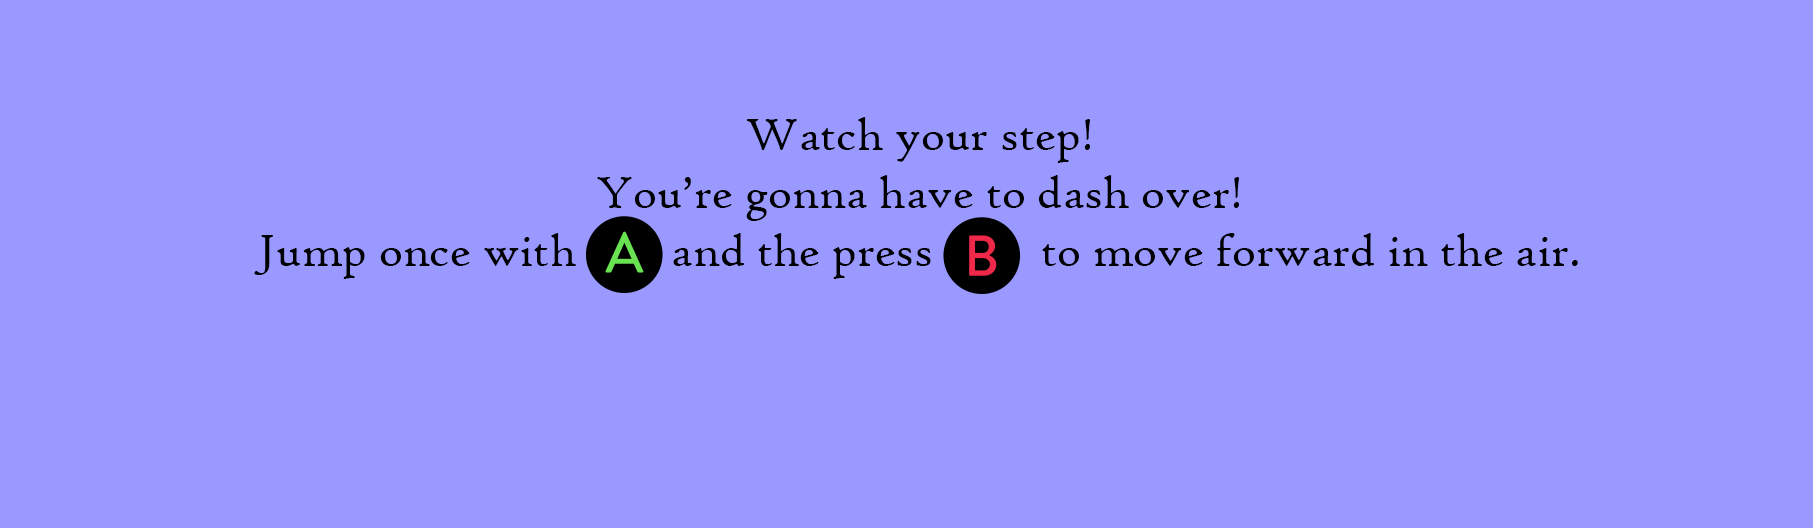 Watch your step!
You’re gonna have to dash over!
Jump once with A and the press B to move forward in the air.